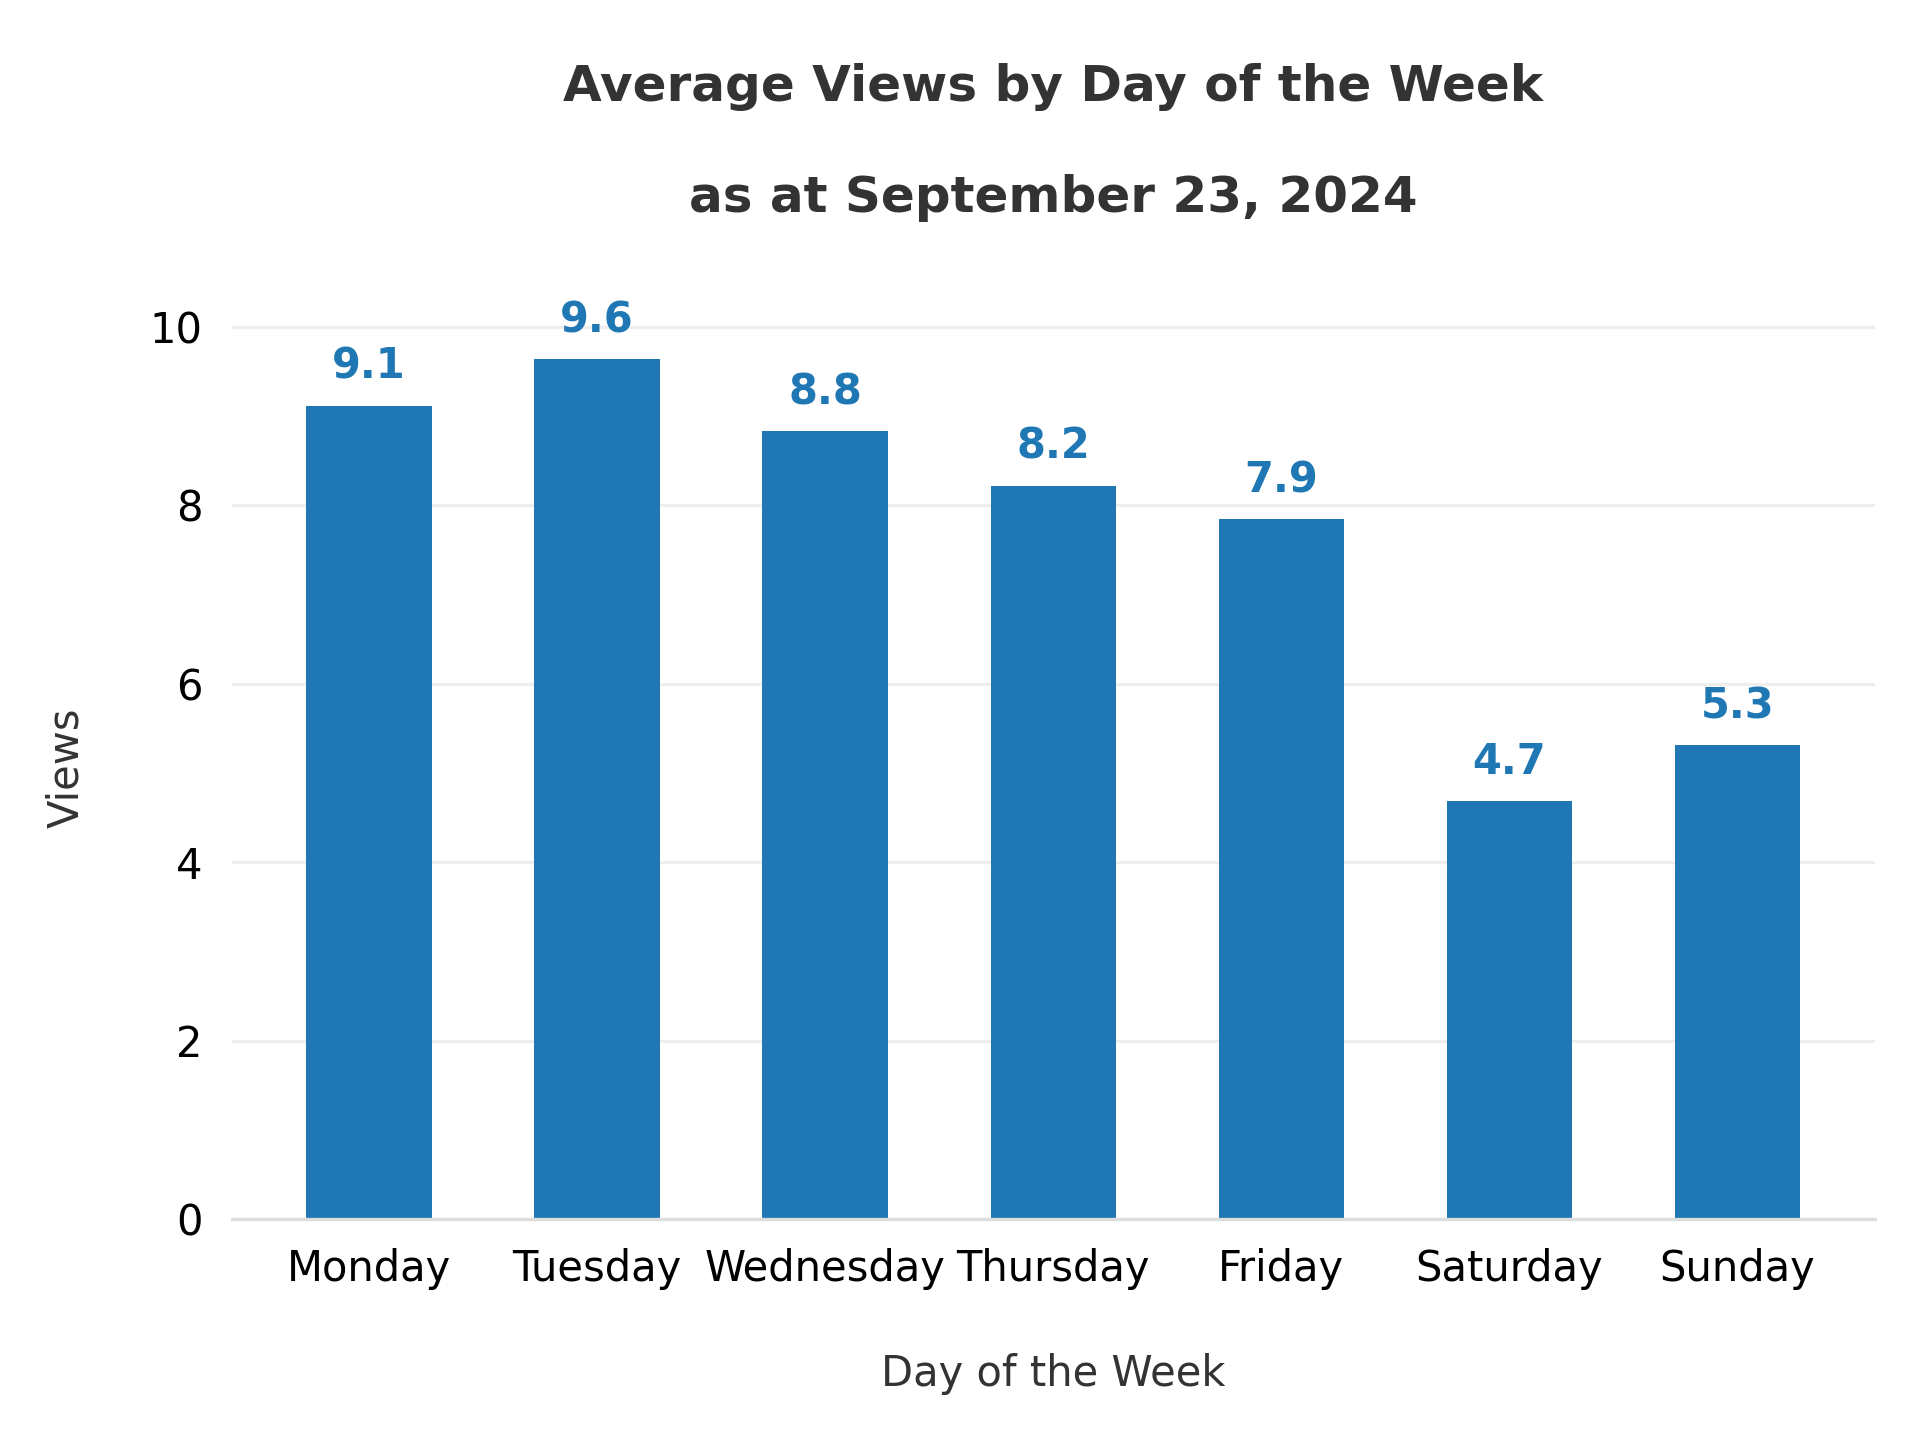 Average Views by Day of the Week
as at September 23, 2024
10
8
6
4
2
0
Views
9.1
9.6
8.8
8.2
7.9
4.7
5.3
Monday Tuesday Wednesday Thursday Friday Saturday Sunday
Day of the Week